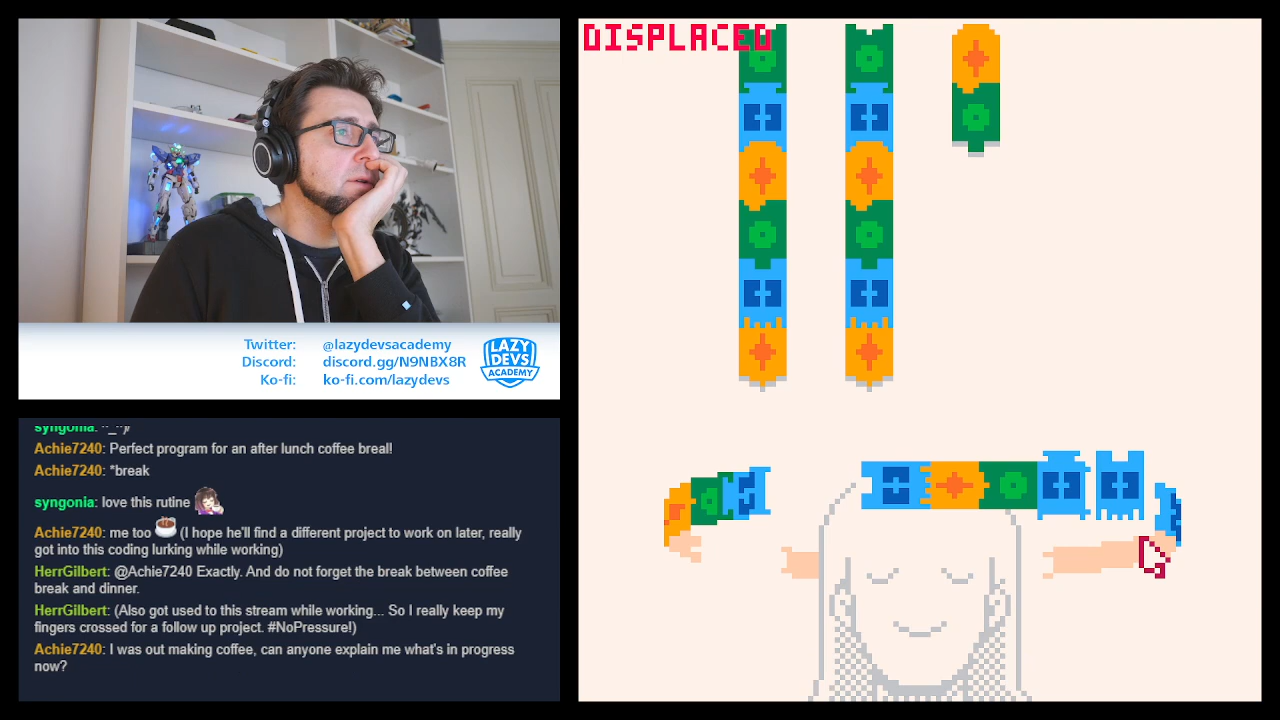 DISPLACED
Twitter: @lazydevsacademy
Discord: discord.gg/N9NBX8R
Ko-fi: ko-fi.com/lazydevs
LAZY
DEVS
ACADEMY
syngonia: ^_^)/
Achie7240: Perfect program for an after lunch coffee breal!
Achie7240: *break
syngonia: love this rutine
Achie7240: me too (I hope he'll find a different project to work on later, really
got into this coding lurking while working)
HerrGilbert: @Achie7240 Exactly. And do not forget the break between coffee
break and dinner.
HerrGilbert: (Also got used to this stream while working... So I really keep my
fingers crossed for a follow up project. #NoPressure!)
Achie7240: I was out making coffee, can anyone explain me what's in progress
now?